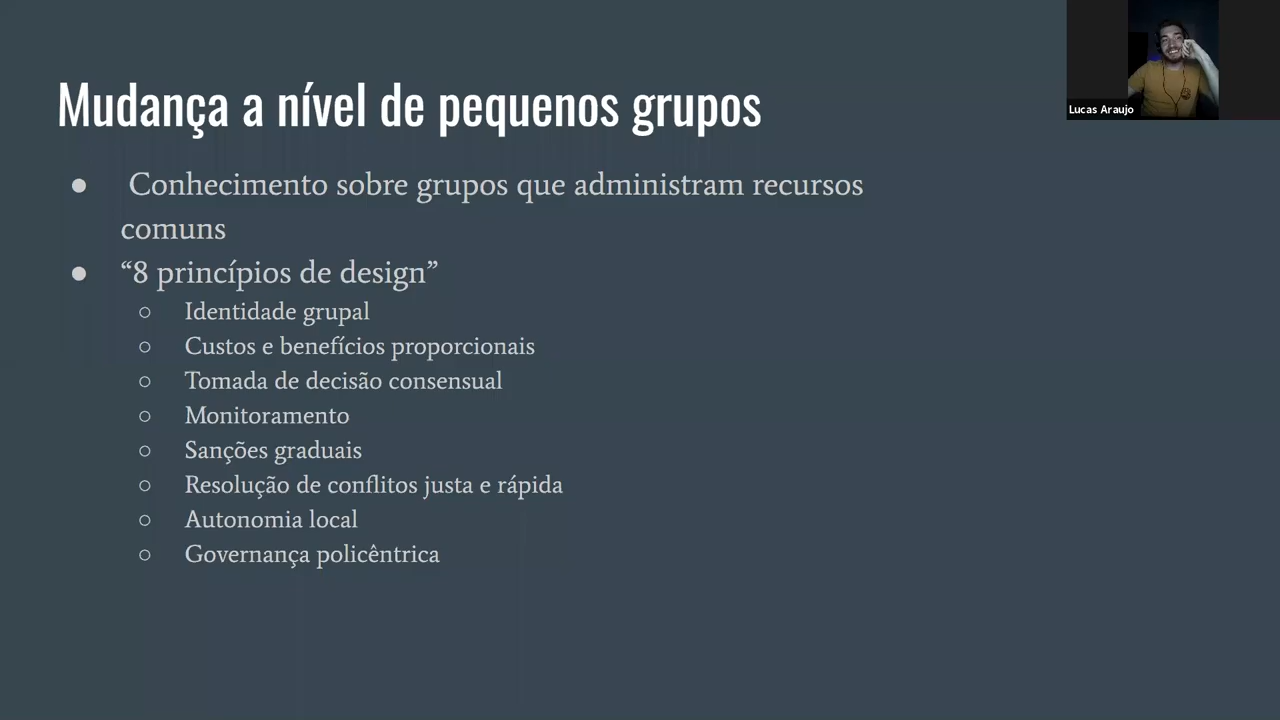 Mudança a nível de pequenos grupos
Lucas Araujo
● Conhecimento sobre grupos que administram recursos
comuns
● “8 princípios de design”
○ Identidade grupal
○ Custos e benefícios proporcionais
○ Tomada de decisão consensual
○ Monitoramento
○ Sanções graduais
○ Resolução de conflitos justa e rápida
○ Autonomia local
○ Governança policêntrica